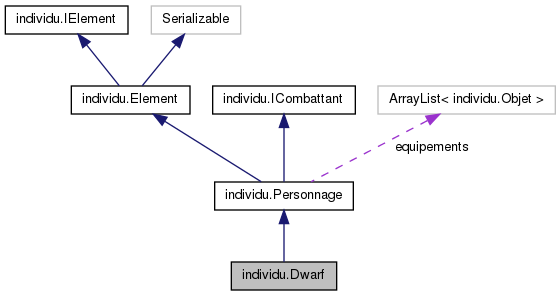 individu.IElement
Serializable
individu.Element
individu.ICombattant
ArrayList< individu.Objet >
equipements
individu.Personnage
individu.Dwarf